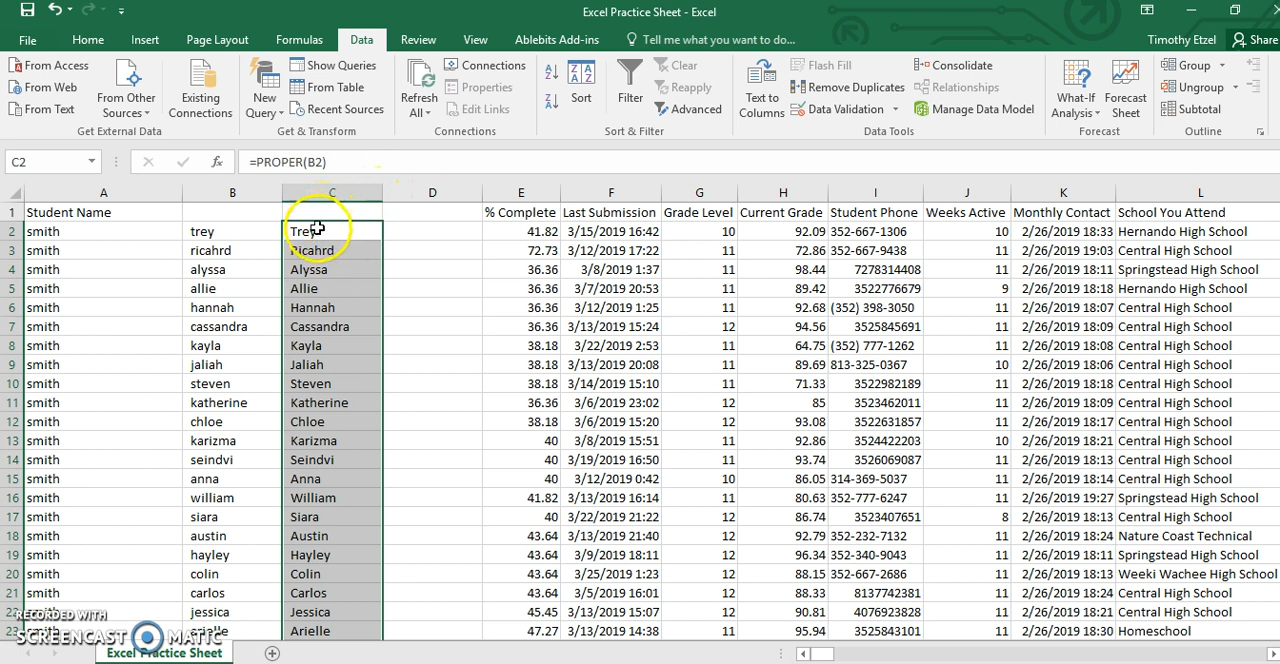 Excel Practice Sheet - Excel
File Home Insert Page Layout Formulas Data Review View Ablebits Add-ins Tell me what you want to do... Timothy Etzel Share
From Access
From Web
From Text
From Other Sources
Existing Connections
Get External Data
New Query
Show Queries
From Table
Recent Sources
Get & Transform
Refresh All
Connections
Properties
Edit Links
Connections
Sort
Filter
Clear
Reapply
Advanced
Sort & Filter
Text to Columns
Flash Fill
Remove Duplicates
Data Validation
Consolidate
Relationships
Manage Data Model
Data Tools
What-If Analysis
Forecast Sheet
Forecast
Group
Ungroup
Subtotal
Outline
C2 fx =PROPER(B2)
A B C D E F G H I J K L
1 Student Name % Complete Last Submission Grade Level Current Grade Student Phone Weeks Active Monthly Contact School You Attend
2 smith trey Trey 41.82 3/15/2019 16:42 10 92.09 352-667-1306 10 2/26/2019 18:33 Hernando High School
3 smith ricahrd Ricahrd 72.73 3/12/2019 17:22 11 72.86 352-667-9438 11 2/26/2019 19:03 Central High School
4 smith alyssa Alyssa 36.36 3/8/2019 1:37 11 98.44 7278314408 11 2/26/2019 18:11 Springstead High School
5 smith allie Allie 36.36 3/7/2019 20:53 11 89.42 3522776679 9 2/26/2019 18:18 Hernando High School
6 smith hannah Hannah 36.36 3/12/2019 1:25 11 92.68 (352) 398-3050 11 2/26/2019 18:07 Central High School
7 smith cassandra Cassandra 36.36 3/13/2019 15:24 12 94.56 3525845691 11 2/26/2019 18:09 Central High School
8 smith kayla Kayla 38.18 3/22/2019 2:53 11 64.75 (352) 777-1262 11 2/26/2019 18:08 Central High School
9 smith jaliah Jaliah 38.18 3/13/2019 20:08 11 89.69 813-325-0367 10 2/26/2019 18:06 Central High School
10 smith steven Steven 38.18 3/14/2019 15:10 11 71.33 3522982189 11 2/26/2019 18:18 Central High School
11 smith katherine Katherine 36.36 3/6/2019 23:02 12 85 3523462011 11 2/26/2019 18:09 Central High School
12 smith chloe Chloe 38.18 3/6/2019 15:20 12 93.08 3522631857 11 2/26/2019 18:17 Central High School
13 smith karizma Karizma 40 3/8/2019 15:51 11 92.86 3524422203 10 2/26/2019 18:21 Central High School
14 smith seindvi Seindvi 40 3/19/2019 16:50 11 93.74 3526069087 11 2/26/2019 18:13 Central High School
15 smith anna Anna 40 3/12/2019 0:42 10 86.05 314-369-5037 11 2/26/2019 18:13 Central High School
16 smith william William 41.82 3/13/2019 16:14 11 80.63 352-777-6247 11 2/26/2019 19:27 Springstead High School
17 smith siara Siara 40 3/22/2019 21:22 11 86.74 3523407651 8 2/26/2019 18:13 Central High School
18 smith austin Austin 43.64 3/13/2019 21:40 12 92.79 352-232-7132 11 2/26/2019 18:24 Nature Coast Technical
19 smith hayley Hayley 43.64 3/9/2019 18:11 12 96.34 352-340-9043 11 2/26/2019 18:11 Springstead High School
20 smith colin Colin 43.64 3/25/2019 1:23 12 88.15 352-667-2686 11 2/26/2019 18:13 Weeki Wachee High School
21 smith carlos Carlos 43.64 3/5/2019 16:01 12 88.33 8137742381 11 2/26/2019 18:24 Central High School
22 smith jessica Jessica 45.45 3/13/2019 15:07 12 90.81 4076923828 11 2/26/2019 18:21 Central High School
23 smith arielle Arielle 47.27 3/13/2019 14:38 11 95.94 3525843101 11 2/26/2019 18:30 Homeschool
RECORDED WITH
SCREENCAST MATIC
Excel Practice Sheet